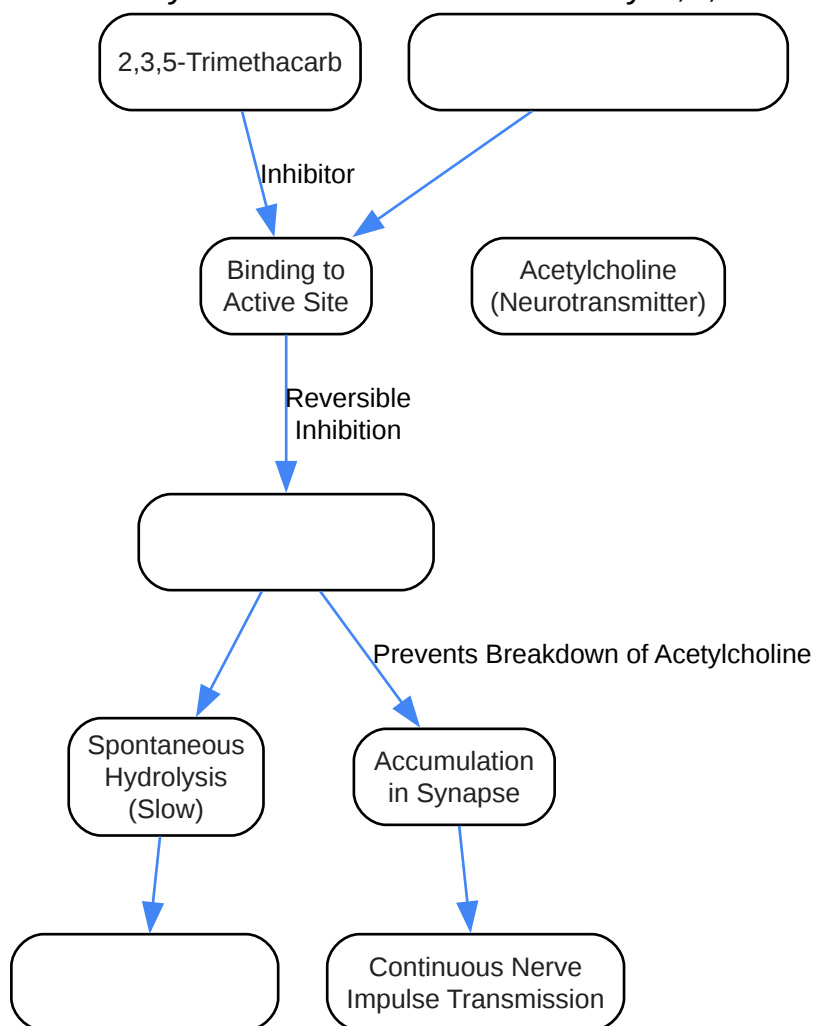 2,3,5-Trimethacarb
Inhibitor
Binding to
Active Site
Acetylcholine
(Neurotransmitter)
Reversible
Inhibition
Prevents Breakdown of Acetylcholine
Spontaneous
Hydrolysis
(Slow)
Accumulation
in Synapse
Continuous Nerve
Impulse Transmission